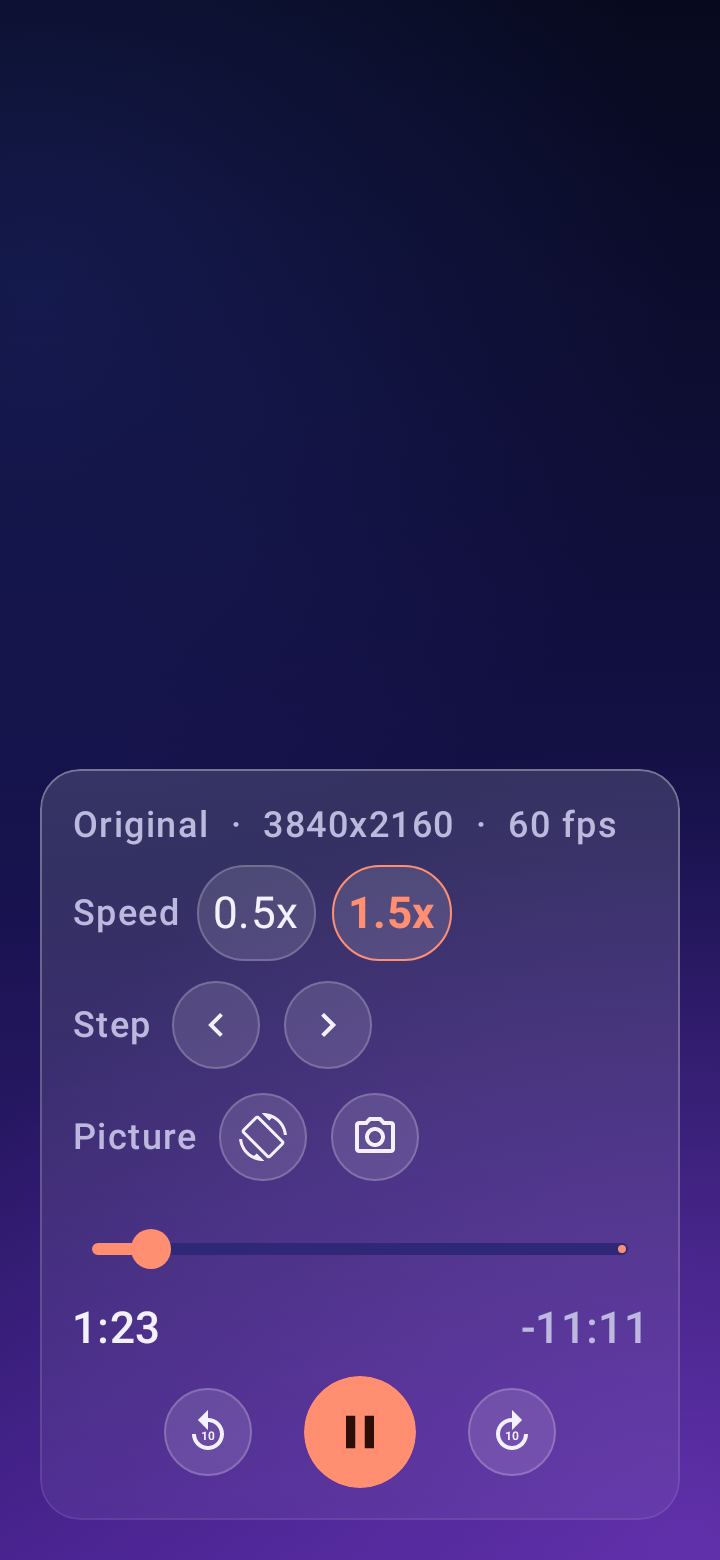 Original · 3840x2160 · 60 fps
Speed 0.5x 1.5x
Step
Picture
1:23 -11:11
10 10